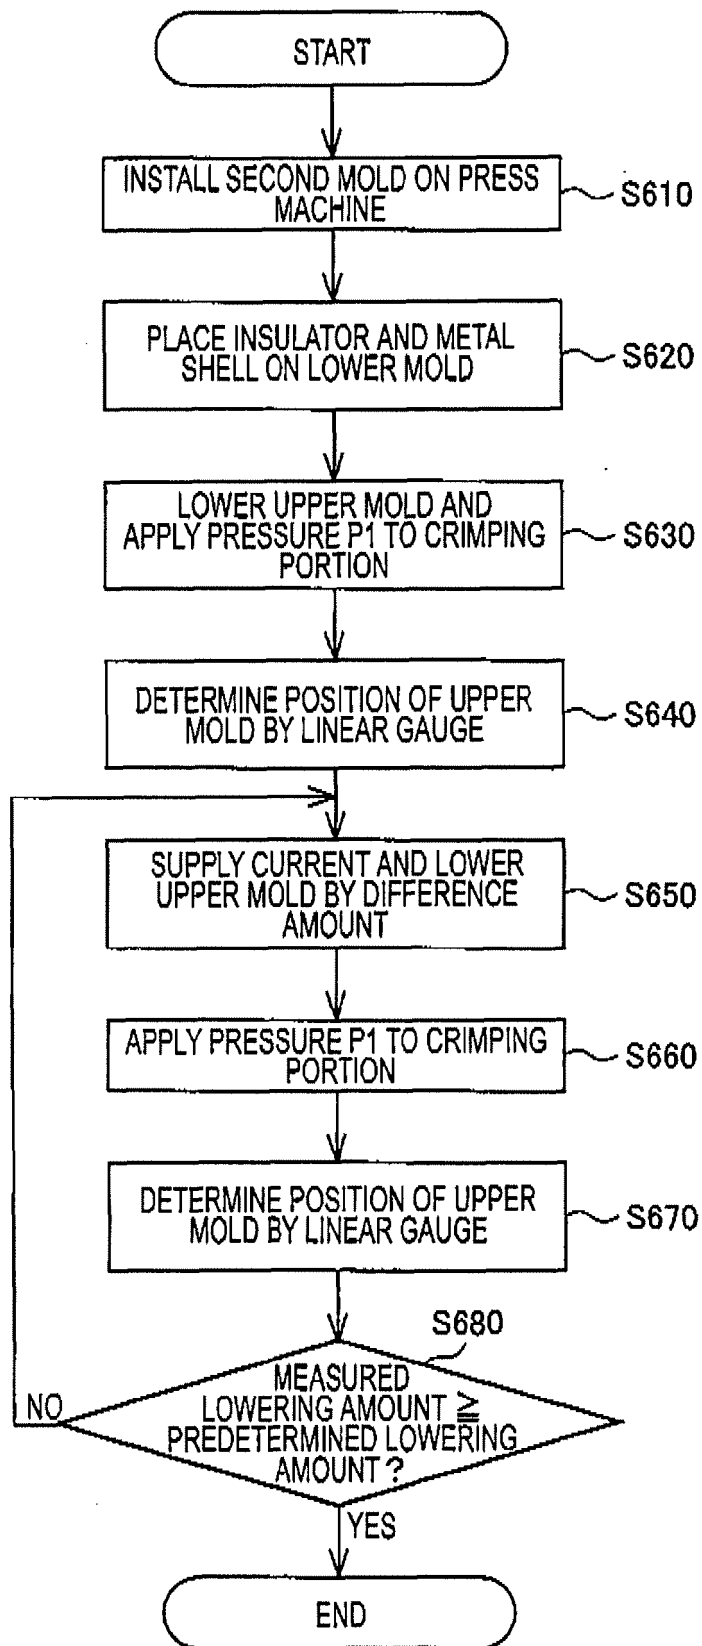 START
INSTALL SECOND MOLD ON PRESS
MACHINE
S610
PLACE INSULATOR AND METAL
SHELL ON LOWER MOLD
S620
LOWER UPPER MOLD AND
APPLY PRESSURE P1 TO CRIMPING
PORTION
S630
DETERMINE POSITION OF UPPER
MOLD BY LINEAR GAUGE
S640
SUPPLY CURRENT AND LOWER
UPPER MOLD BY DIFFERENCE
AMOUNT
S650
APPLY PRESSURE P1 TO CRIMPING
PORTION
S660
DETERMINE POSITION OF UPPER
MOLD BY LINEAR GAUGE
S670
S680
MEASURED
LOWERING AMOUNT ≧
PREDETERMINED LOWERING
AMOUNT?
NO
YES
END